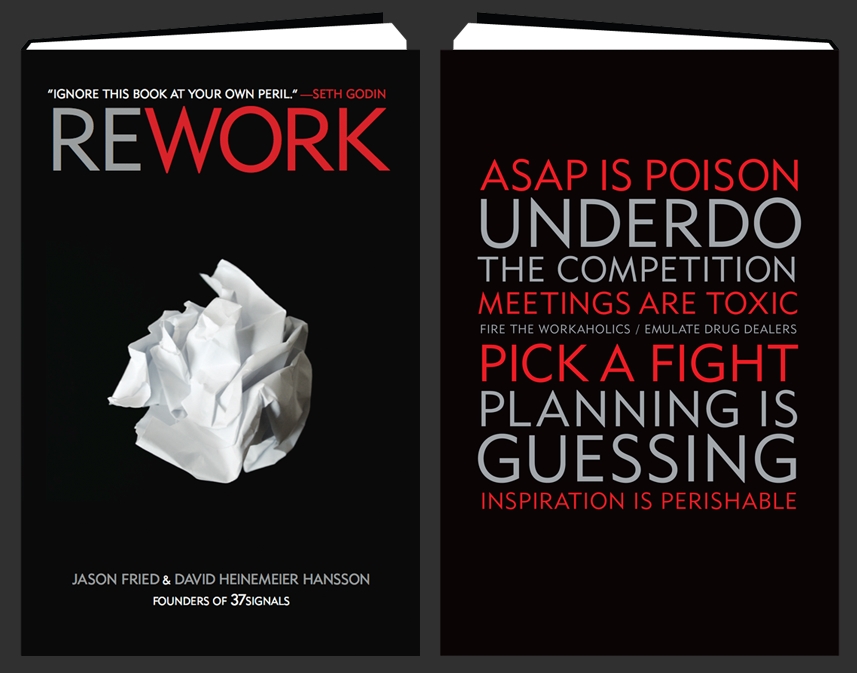 “IGNORE THIS BOOK AT YOUR OWN PERIL.” —SETH GODIN
REWORK
JASON FRIED & DAVID HEINEMEIER HANSSON
FOUNDERS OF 37SIGNALS
ASAP IS POISON
UNDERDO
THE COMPETITION
MEETINGS ARE TOXIC
FIRE THE WORKAHOLICS / EMULATE DRUG DEALERS
PICK A FIGHT
PLANNING IS
GUESSING
INSPIRATION IS PERISHABLE